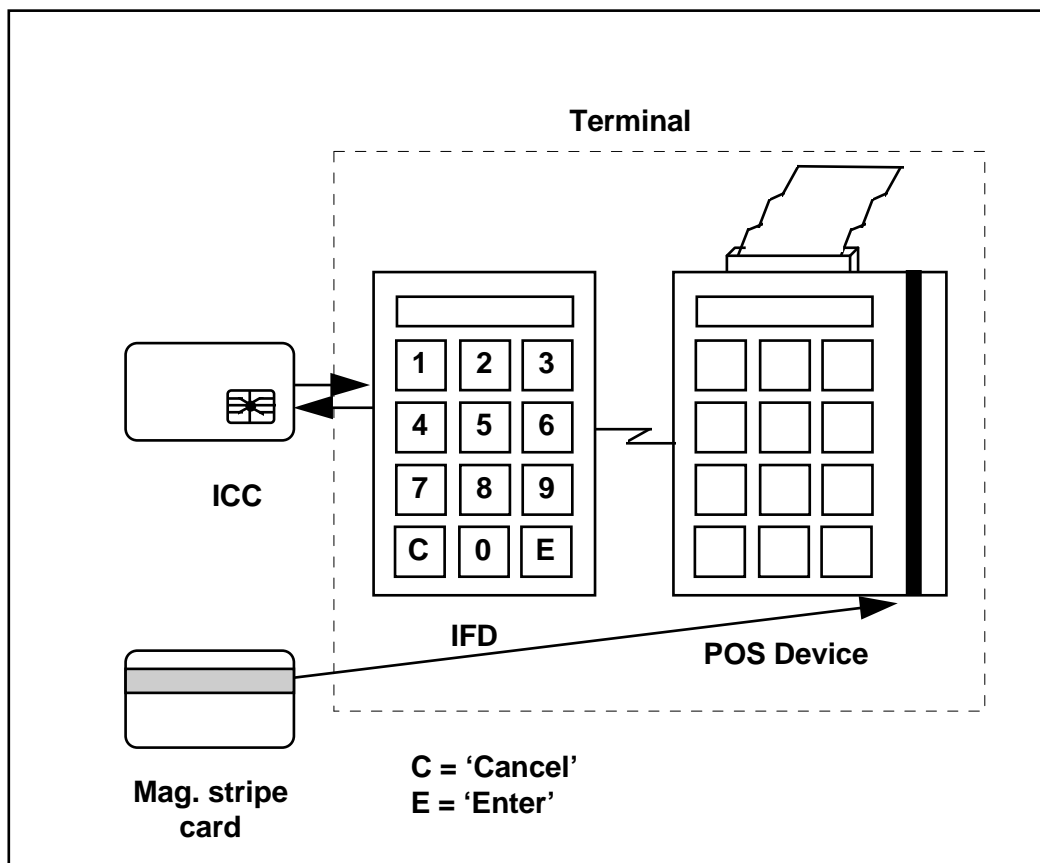 Terminal
1 2 3
4 5 6
7 8 9
C 0 E
ICC
IFD
POS Device
Mag. stripe
card
C = ‘Cancel’
E = ‘Enter’